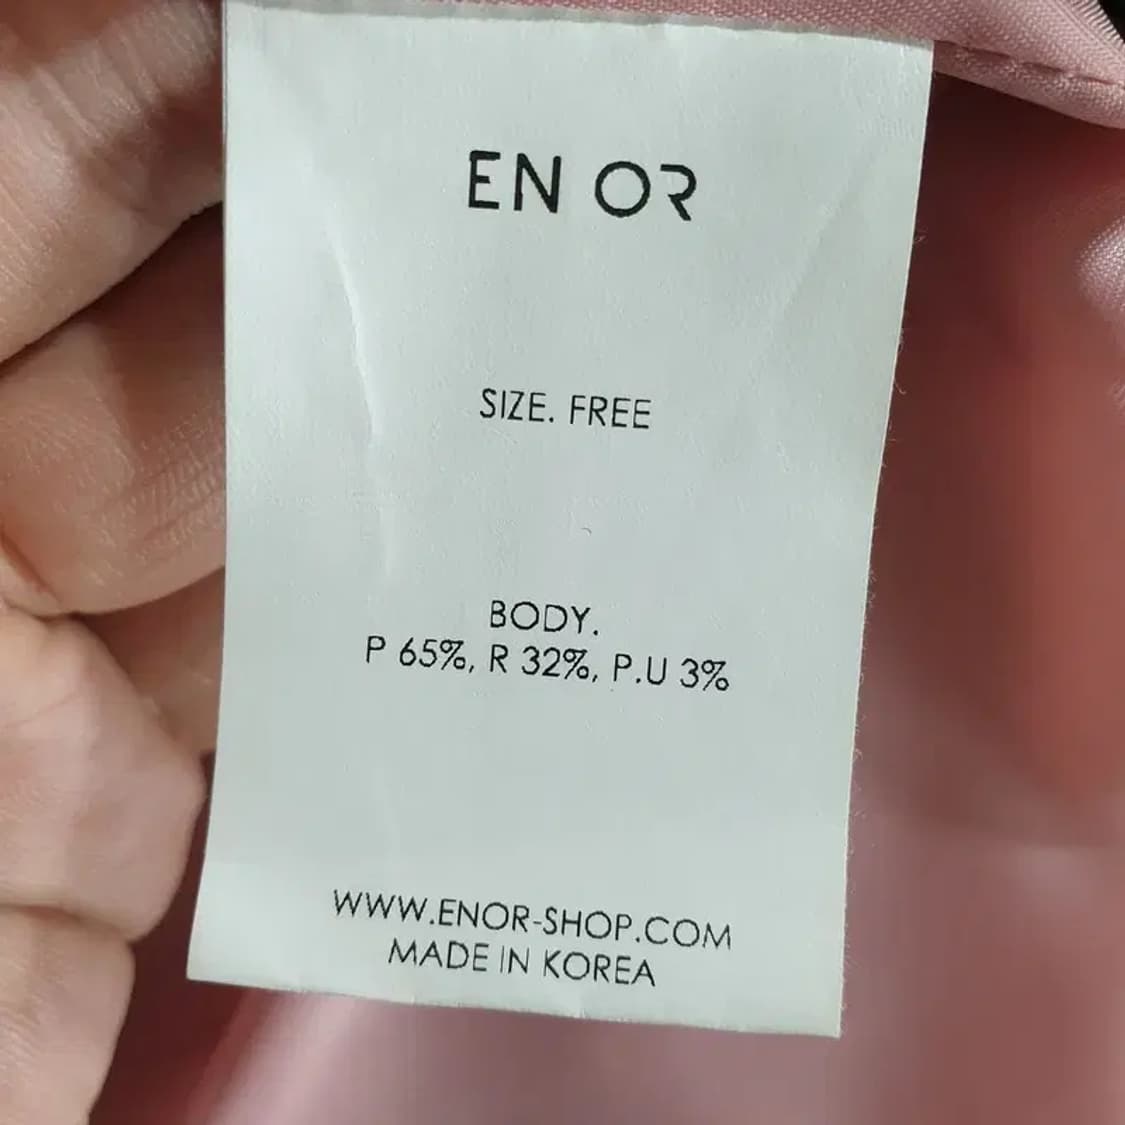 EN OR
SIZE. FREE
BODY.
P 65%, R 32%, P.U 3%
WWW.ENOR-SHOP.COM
MADE IN KOREA